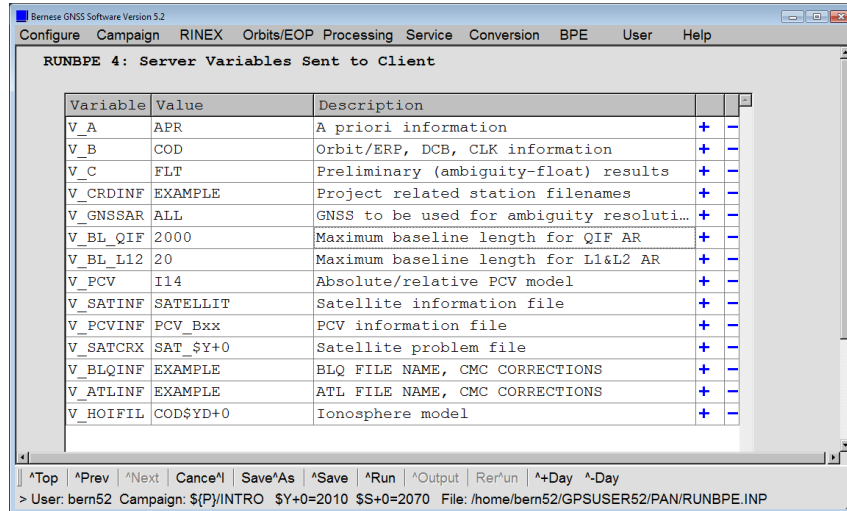 Bernese GNSS Software Version 5.2
Configure Campaign RINEX Orbits/EOP Processing Service Conversion BPE User Help
RUNBPE 4: Server Variables Sent to Client
Variable Value Description
V_A APR A priori information + −
V_B COD Orbit/ERP, DCB, CLK information + −
V_C FLT Preliminary (ambiguity-float) results + −
V_CRDINF EXAMPLE Project related station filenames + −
V_GNSSAR ALL GNSS to be used for ambiguity resoluti… + −
V_BL_QIF 2000 Maximum baseline length for QIF AR + −
V_BL_L12 20 Maximum baseline length for L1&L2 AR + −
V_PCV I14 Absolute/relative PCV model + −
V_SATINF SATELLIT Satellite information file + −
V_PCVINF PCV_Bxx PCV information file + −
V_SATCRX SAT_$Y+0 Satellite problem file + −
V_BLQINF EXAMPLE BLQ FILE NAME, CMC CORRECTIONS + −
V_ATLINF EXAMPLE ATL FILE NAME, CMC CORRECTIONS + −
V_HOIFIL COD$YD+0 Ionosphere model + −
^Top ^Prev ^Next Cance^l Save^As ^Save ^Run ^Output Rer^un ^+Day ^-Day
> User: bern52 Campaign: ${P}/INTRO $Y+0=2010 $S+0=2070 File: /home/bern52/GPSUSER52/PAN/RUNBPE.INP